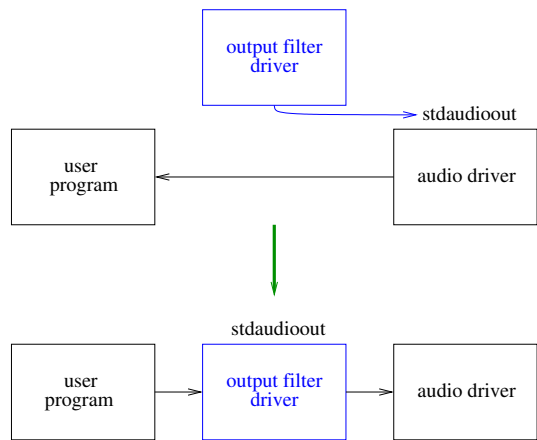 output filter
driver
stdaudioout
user
program
audio driver
stdaudioout
user
program
output filter
driver
audio driver